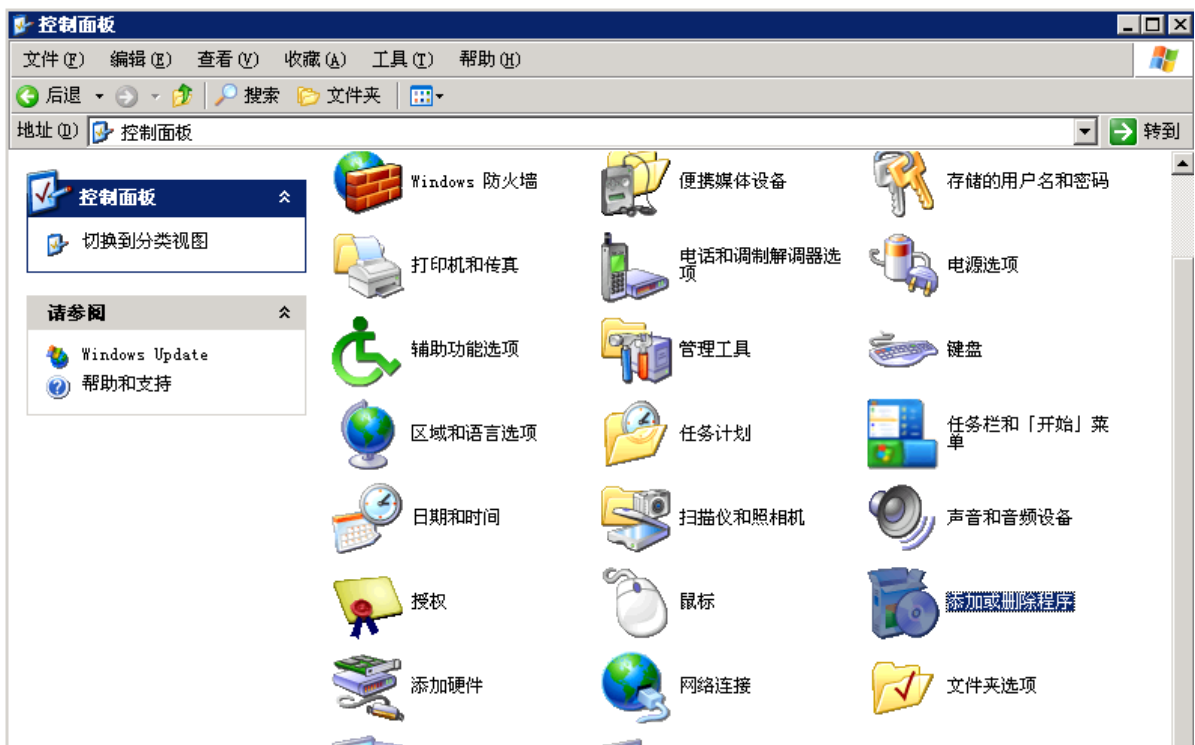 控制面板
文件(F) 编辑(E) 查看(V) 收藏(A) 工具(T) 帮助(H)
后退 搜索 文件夹
地址(D) 控制面板 转到
控制面板
切换到分类视图
请参阅
Windows Update
帮助和支持
Windows 防火墙
便携媒体设备
存储的用户名和密码
打印机和传真
电话和调制解调器选
项
电源选项
辅助功能选项
管理工具
键盘
区域和语言选项
任务计划
任务栏和「开始」菜
单
日期和时间
扫描仪和照相机
声音和音频设备
授权
鼠标
添加或删除程序
添加硬件
网络连接
文件夹选项